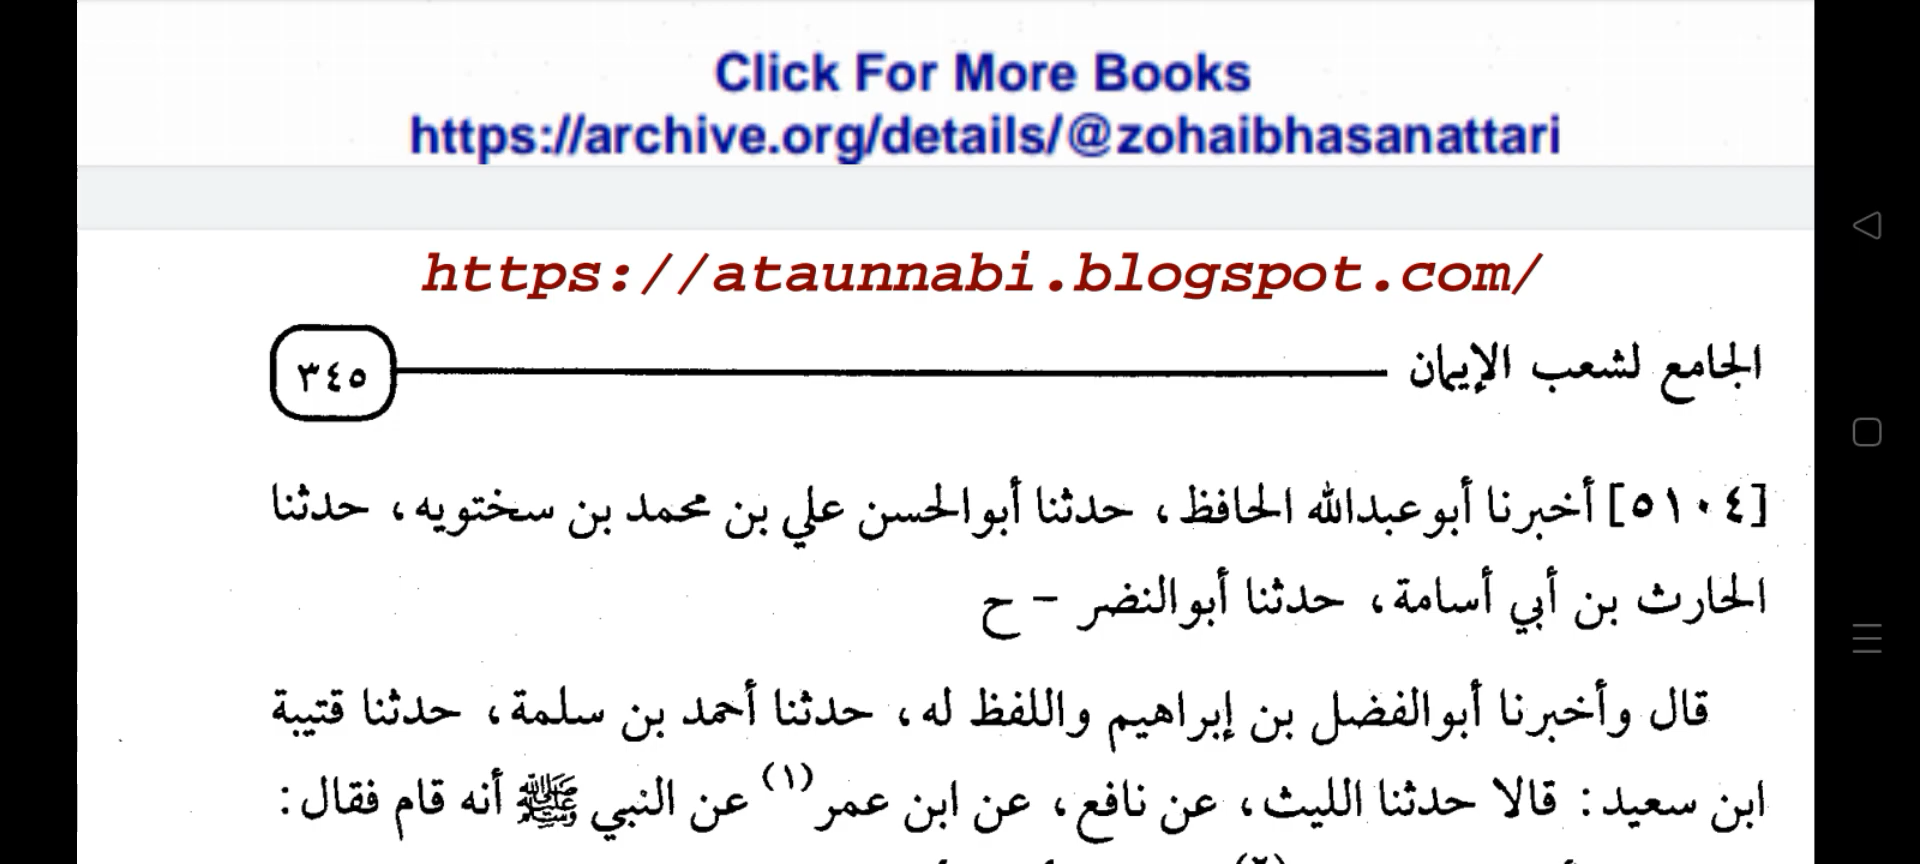 Click For More Books
https://archive.org/details/@zohaibhasanattari
https://ataunnabi.blogspot.com/
الجامع لشعب الإيمان ٣٤٥
[٥١٠٤] أخبرنا أبو عبدالله الحافظ، حدثنا أبوالحسن علي بن محمد بن سختويه، حدثنا
الحارث بن أبي أسامة، حدثنا أبوالنضر – ح
قال وأخبرنا أبوالفضل بن إبراهيم واللفظ له، حدثنا أحمد بن سلمة، حدثنا قتيبة
ابن سعيد: قالا حدثنا الليث، عن نافع، عن ابن عمر(١) عن النبي ﷺ أنه قام فقال: